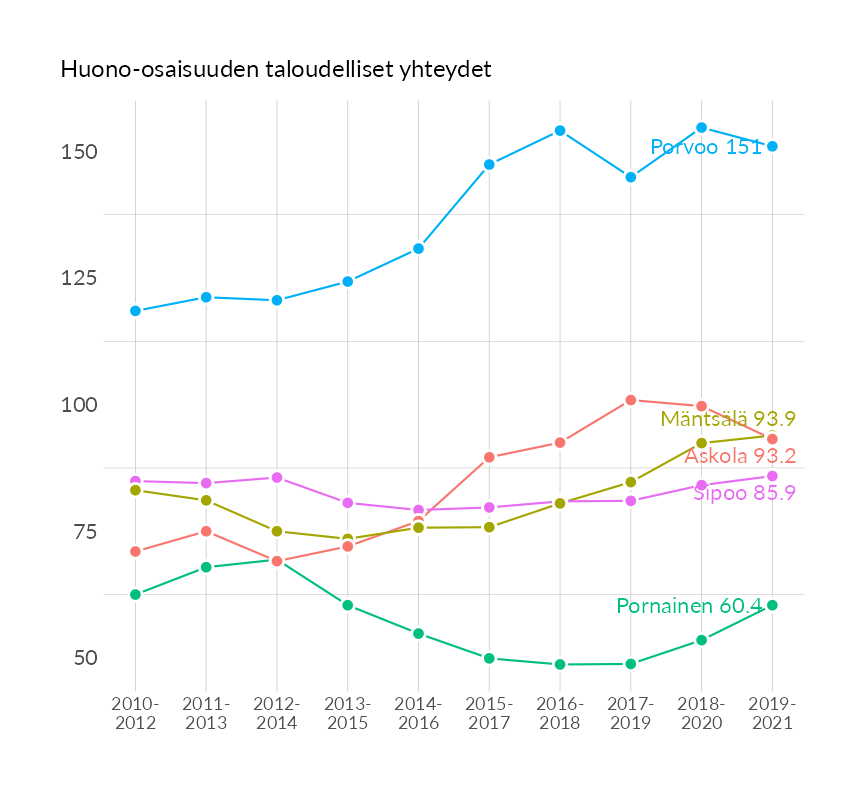 Huono-osaisuuden taloudelliset yhteydet
150
125
100
75
50
Porvoo 151
Mäntsälä 93.9
Askola 93.2
Sipoo 85.9
Pornainen 60.4
2010- 2011- 2012- 2013- 2014- 2015- 2016- 2017- 2018- 2019-
2012 2013 2014 2015 2016 2017 2018 2019 2020 2021